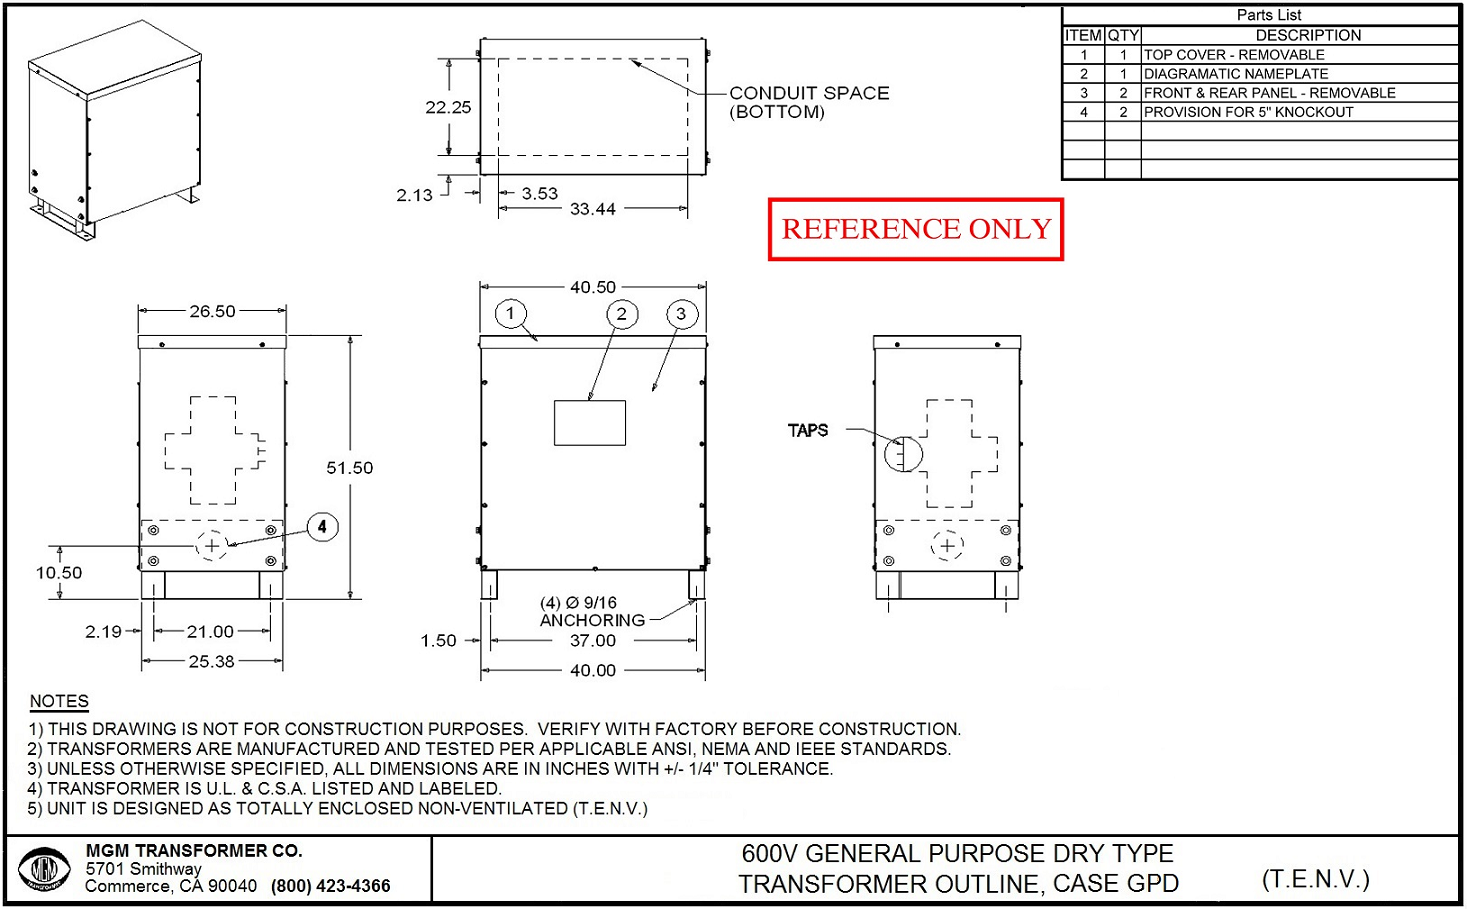 Parts List
ITEM QTY DESCRIPTION
1 1 TOP COVER - REMOVABLE
2 1 DIAGRAMATIC NAMEPLATE
3 2 FRONT & REAR PANEL - REMOVABLE
4 2 PROVISION FOR 5" KNOCKOUT
CONDUIT SPACE
(BOTTOM)
22.25
2.13
3.53
33.44
REFERENCE ONLY
26.50
51.50
4
10.50
2.19
21.00
25.38
40.50
1
2
3
(4) Ø 9/16
ANCHORING
1.50
37.00
40.00
TAPS
NOTES
1) THIS DRAWING IS NOT FOR CONSTRUCTION PURPOSES. VERIFY WITH FACTORY BEFORE CONSTRUCTION.
2) TRANSFORMERS ARE MANUFACTURED AND TESTED PER APPLICABLE ANSI, NEMA AND IEEE STANDARDS.
3) UNLESS OTHERWISE SPECIFIED, ALL DIMENSIONS ARE IN INCHES WITH +/- 1/4" TOLERANCE.
4) TRANSFORMER IS U.L. & C.S.A. LISTED AND LABELED.
5) UNIT IS DESIGNED AS TOTALLY ENCLOSED NON-VENTILATED (T.E.N.V.)
MGM
TRANSFORMER
MGM TRANSFORMER CO.
5701 Smithway
Commerce, CA 90040 (800) 423-4366
600V GENERAL PURPOSE DRY TYPE
TRANSFORMER OUTLINE, CASE GPD
(T.E.N.V.)